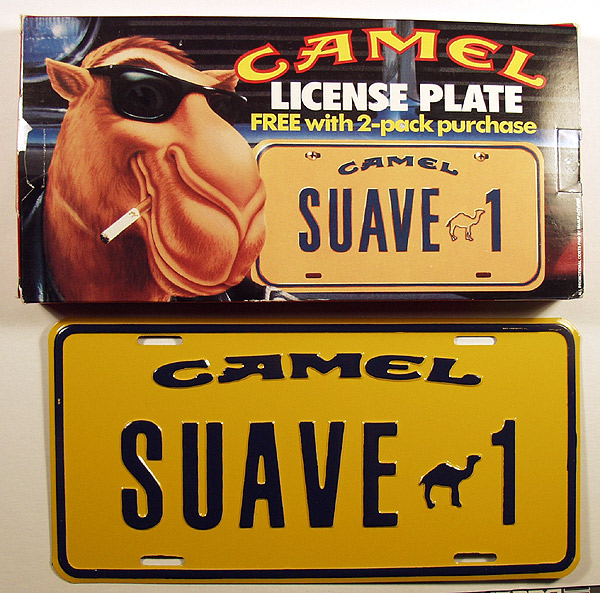 CAMEL
LICENSE PLATE
FREE with 2-pack purchase
CAMEL
SUAVE 1
CAMEL
SUAVE 1